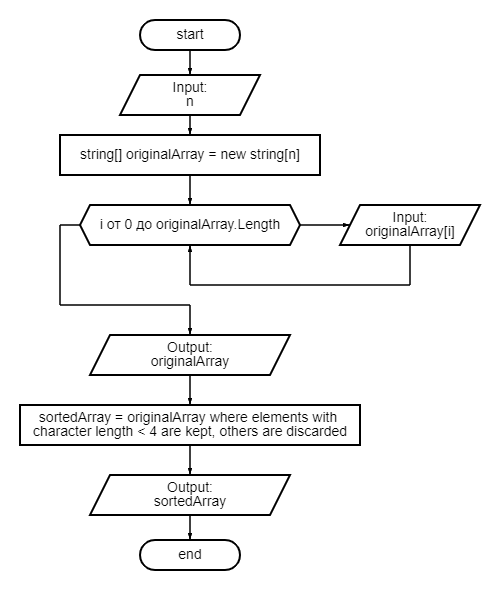 start
Input:
n
string[] originalArray = new string[n]
i от 0 до originalArray.Length
Input:
originalArray[i]
Output:
originalArray
sortedArray = originalArray where elements with
character length < 4 are kept, others are discarded
Output:
sortedArray
end